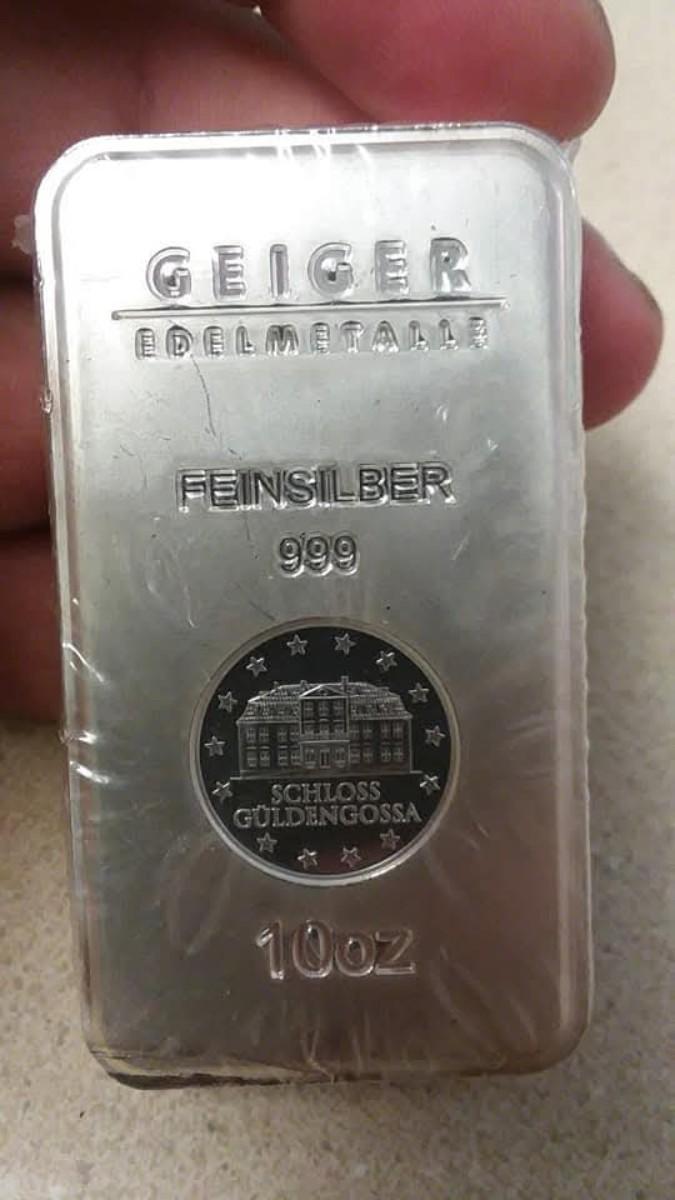 GEIGER
EDELMETALLE
FEINSILBER
999
SCHLOSS
GÜLDENGOSSA
10oz